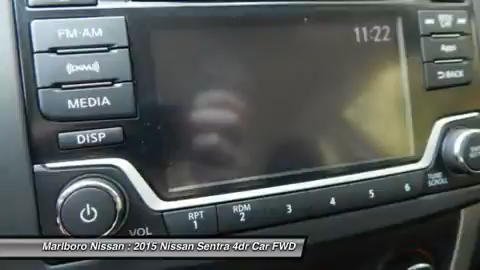 FM·AM
((XM))
MEDIA
DISP
11:22
Apps
BACK
VOL
RPT
1
RDM
2
3
4
5
6
TUNE
SCROLL
Marlboro Nissan : 2015 Nissan Sentra 4dr Car FWD